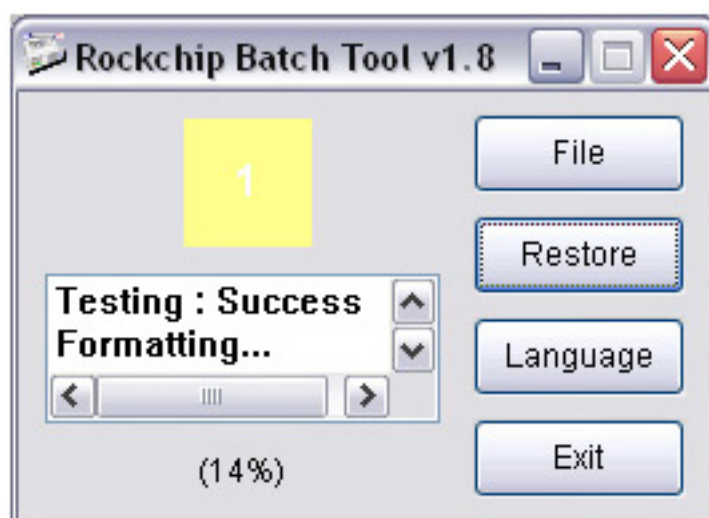 Rockchip Batch Tool v1.8
1
File
Restore
Testing : Success
Formatting...
Language
(14%)
Exit